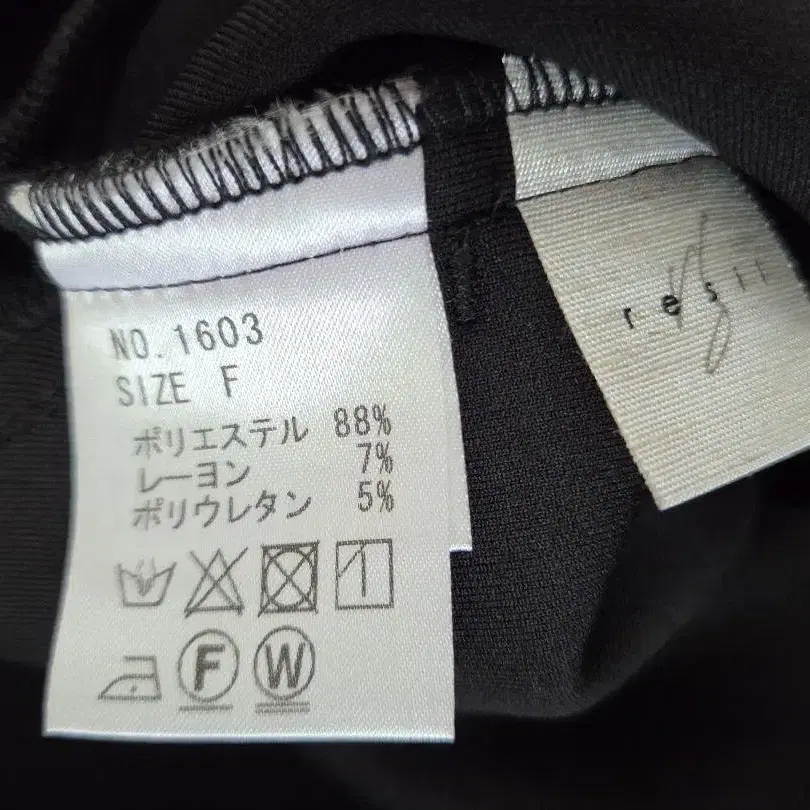 NO.1603
SIZE F
ポリエステル 88%
レーヨン 7%
ポリウレタン 5%
F W
resii